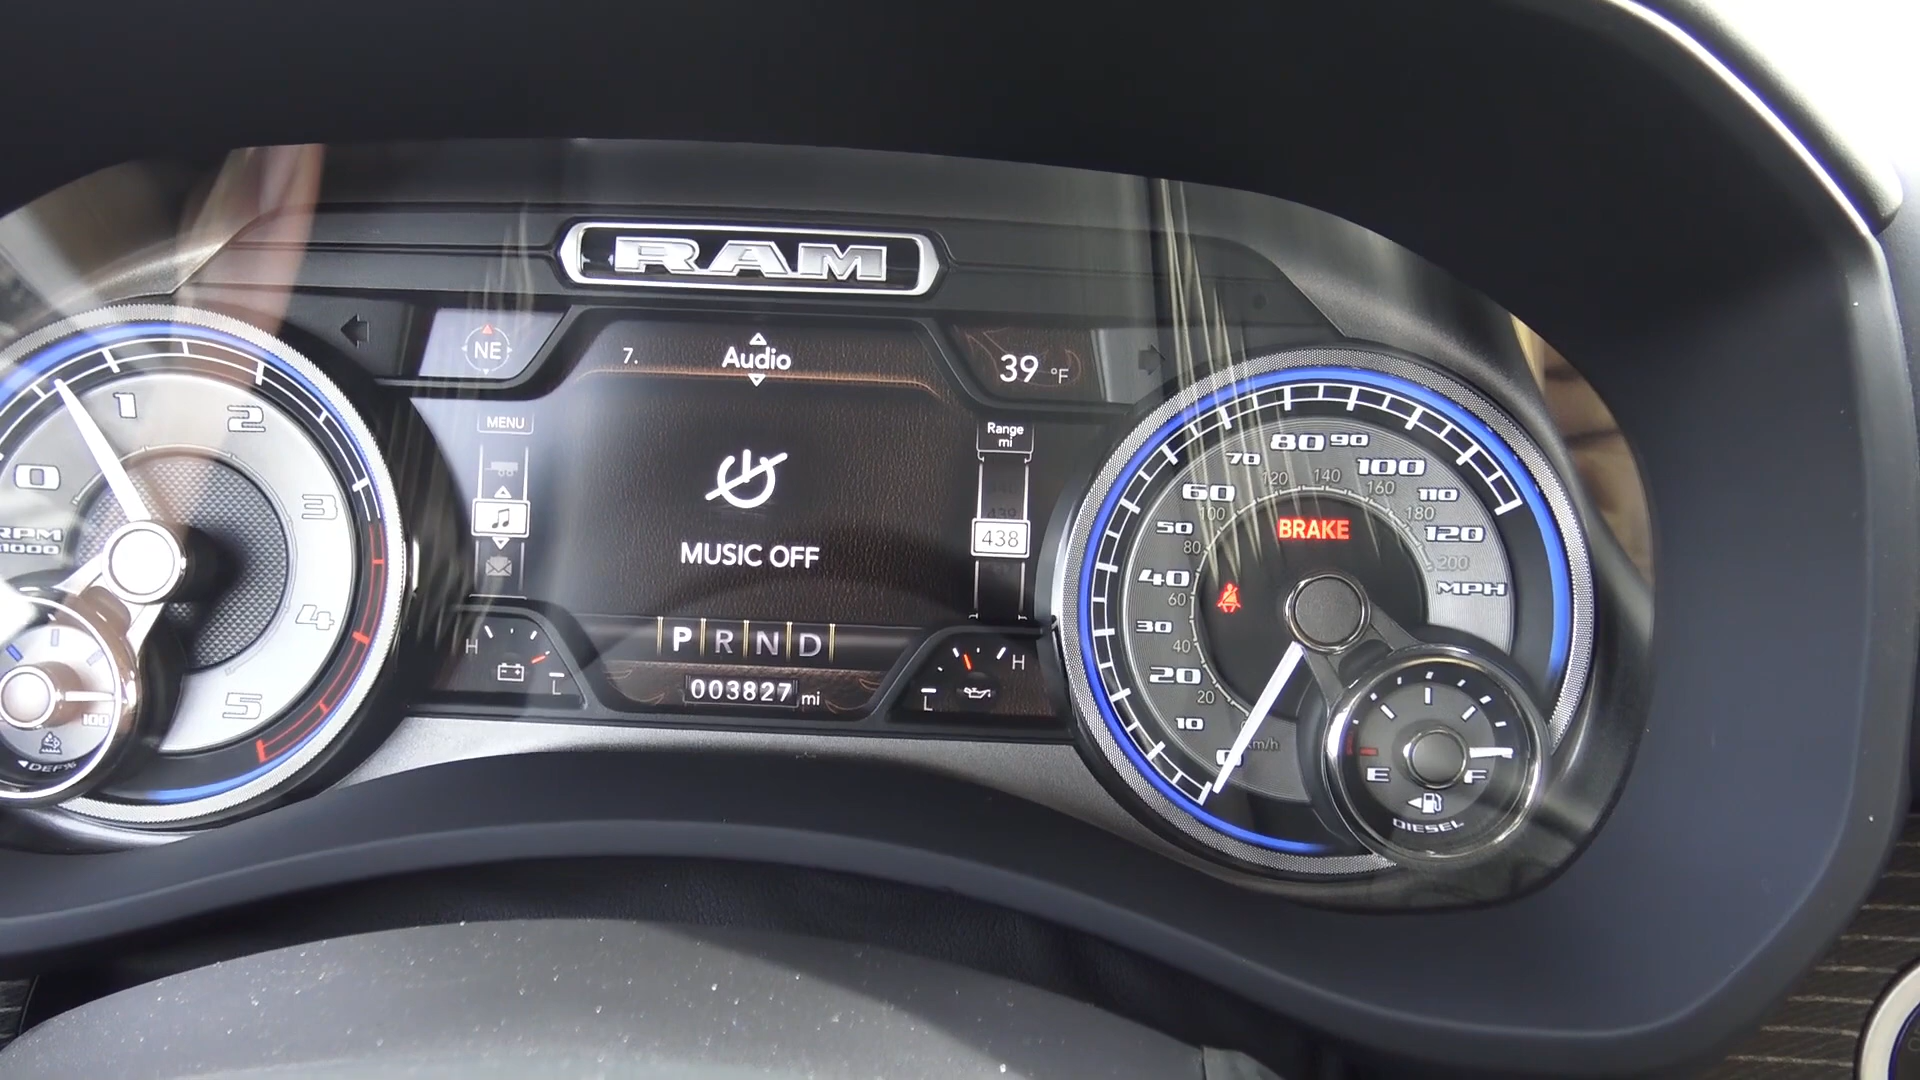 RAM
NE
7.
Audio
39 °F
MENU
Range
mi
439
438
MUSIC OFF
P R N D
003827 mi
H
L
H
L
0
1
2
3
4
5
RPM
x1000
100
DEF%
0
10
20
30
40
50
60
70
80
90
100
110
120
MPH
20
40
60
80
100
120
140
160
180
200
km/h
BRAKE
E
F
DIESEL